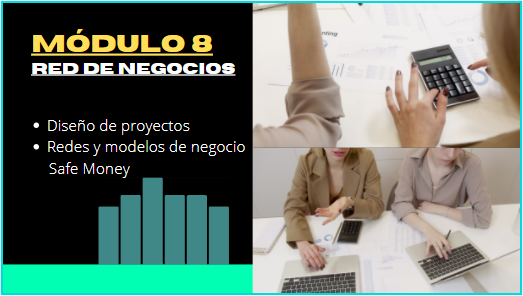 MÓDULO 8
RED DE NEGOCIOS
• Diseño de proyectos
• Redes y modelos de negocio
Safe Money